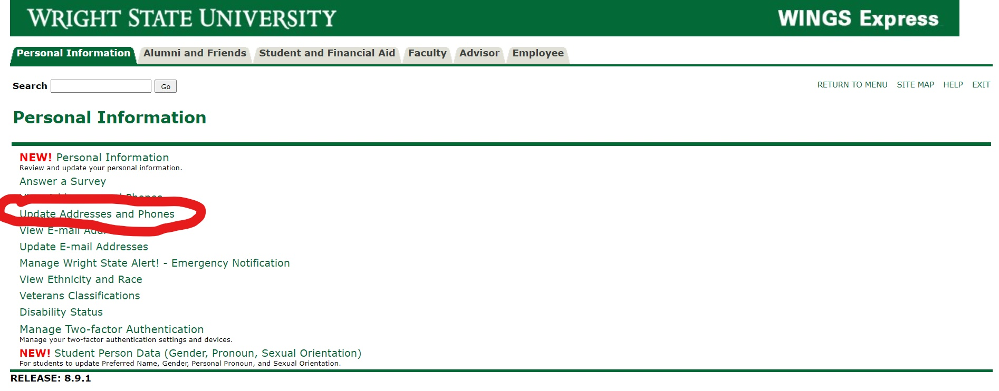 WRIGHT STATE UNIVERSITY WINGS Express
Personal Information Alumni and Friends Student and Financial Aid Faculty Advisor Employee
Search Go RETURN TO MENU SITE MAP HELP EXIT
Personal Information
NEW! Personal Information
Review and update your personal information.
Answer a Survey
Phones
Update Addresses and Phones
View E-mail
Update E-mail Addresses
Manage Wright State Alert! - Emergency Notification
View Ethnicity and Race
Veterans Classifications
Disability Status
Manage Two-factor Authentication
Manage your two-factor authentication settings and devices.
NEW! Student Person Data (Gender, Pronoun, Sexual Orientation)
For students to update Preferred Name, Gender, Personal Pronoun, and Sexual Orientation.
RELEASE: 8.9.1